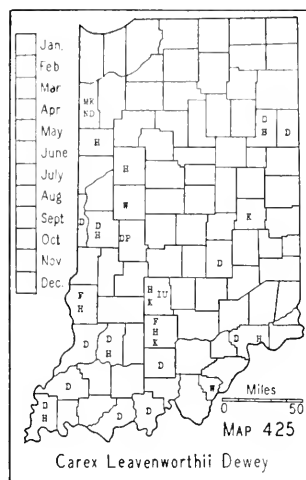 Jan.
Feb
Mar
Apr
May
June
July
Aug
Sept
Oct
Nov
Dec.
MK
ND
D
H D
H
H
W
D D
H
DP
K
D
H
K IU
F
H
F
H
K
D D
H
D H
D
D
W
D
H
D D
Miles
0 50
MAP 425
Carex Leavenworthii Dewey